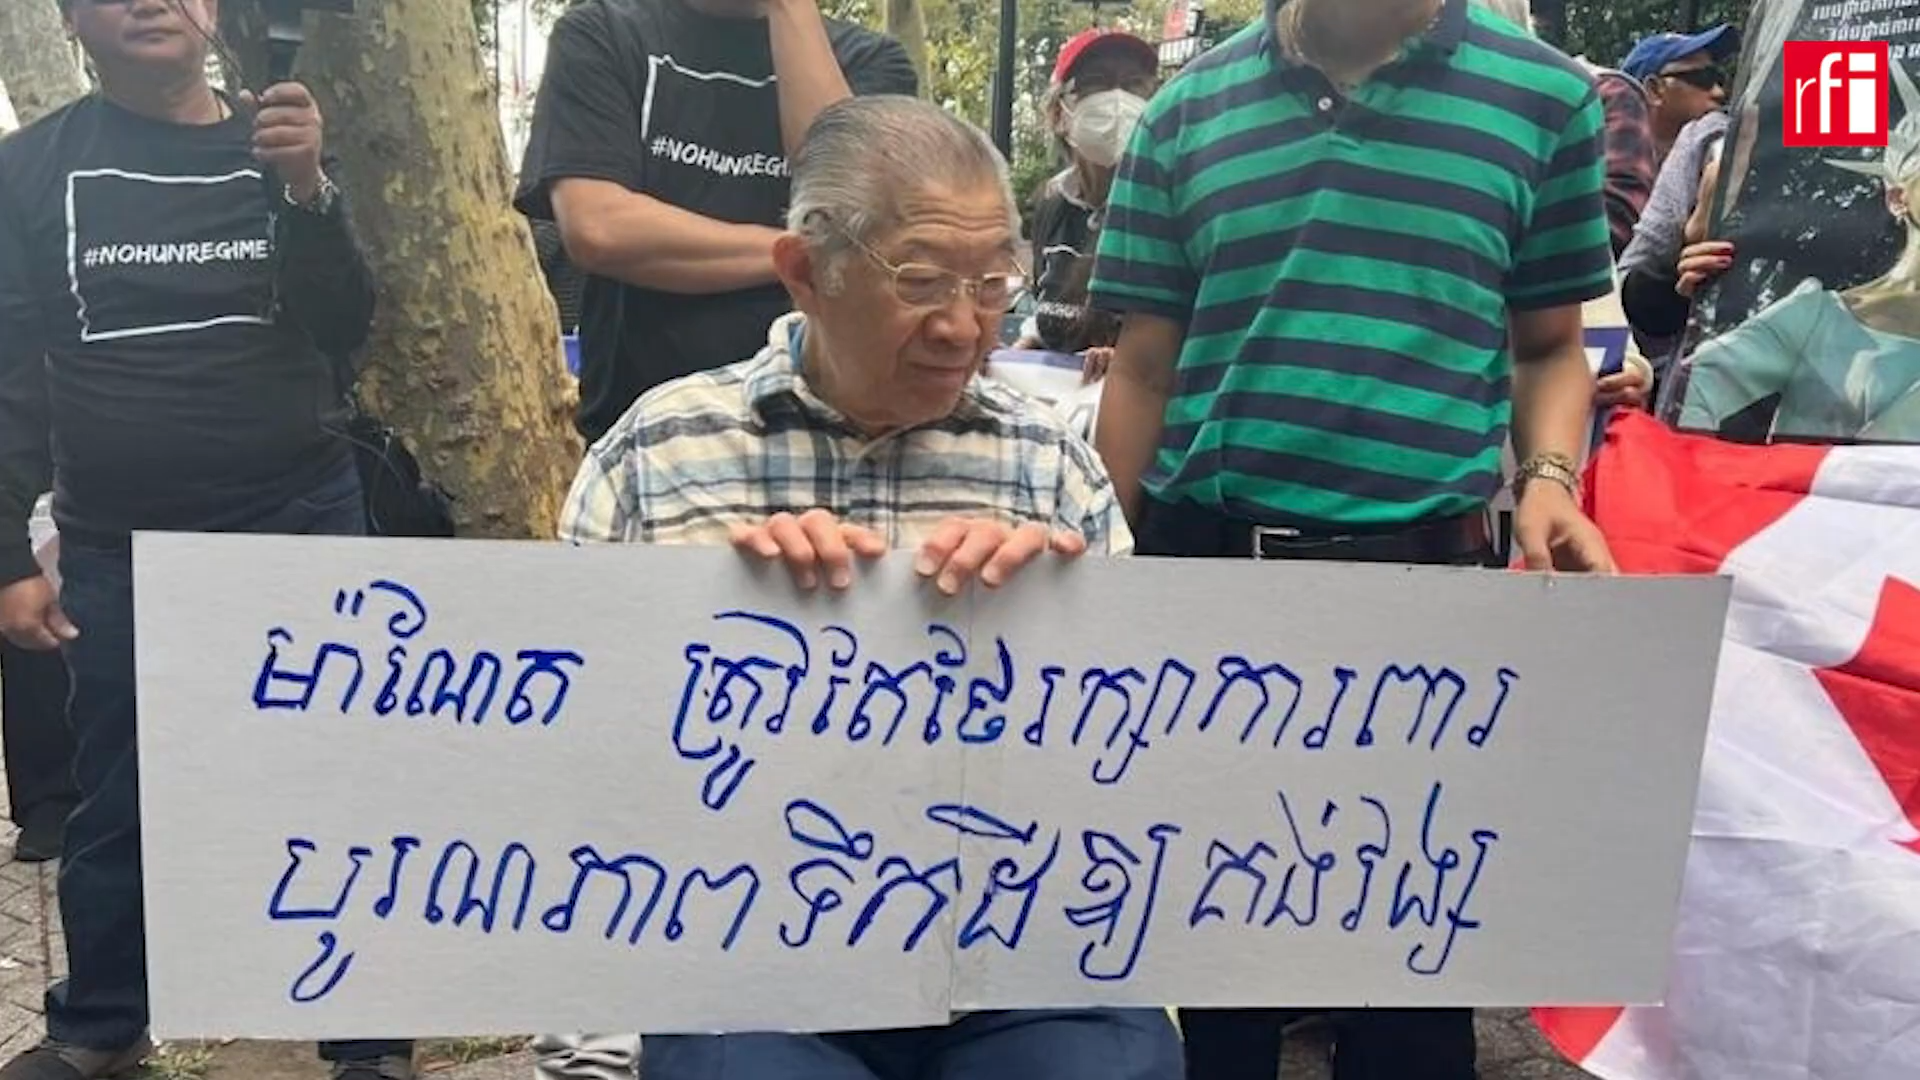 rfi
#NOHUNREGIME
#NOHUNREGI
ម៉ាណែត ត្រូវតែថែរក្សាការពារ
បូរណភាពទឹកដីឱ្យគង់វង្ស